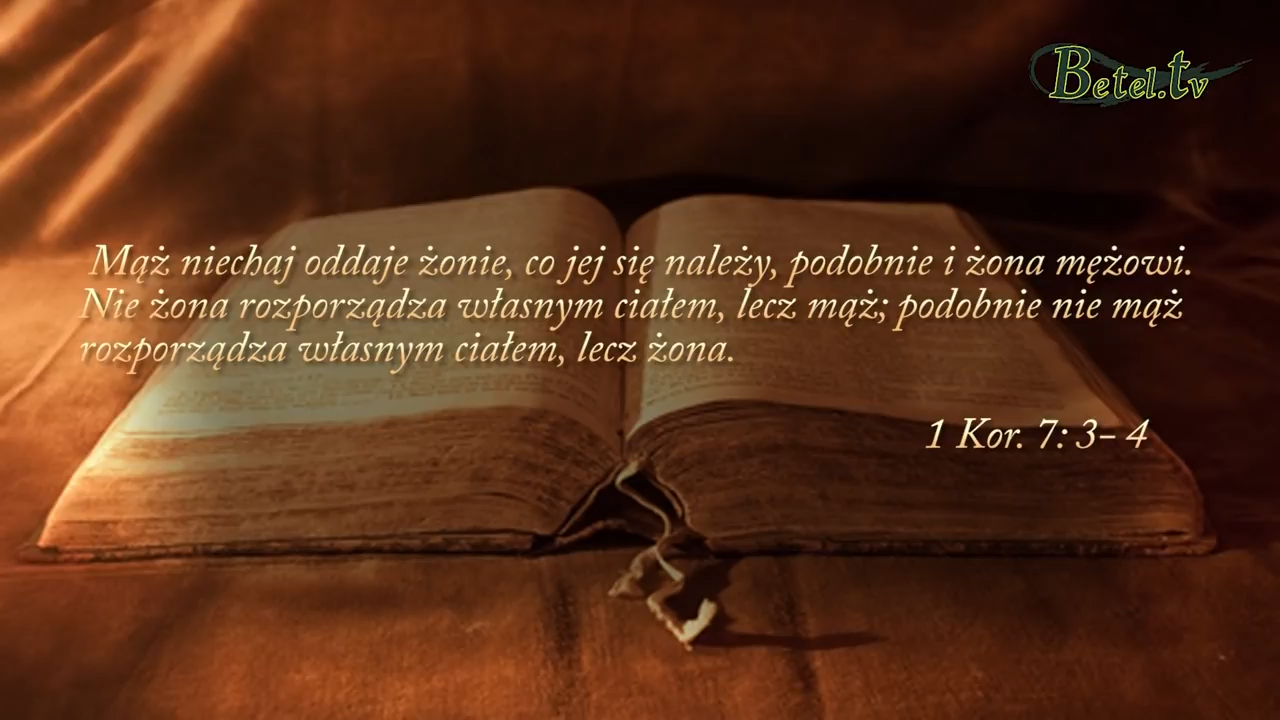 Betel.tv
Mąż niechaj oddaje żonie, co jej się należy, podobnie i żona mężowi.
Nie żona rozporządza własnym ciałem, lecz mąż; podobnie nie mąż
rozporządza własnym ciałem, lecz żona.
1 Kor. 7: 3- 4